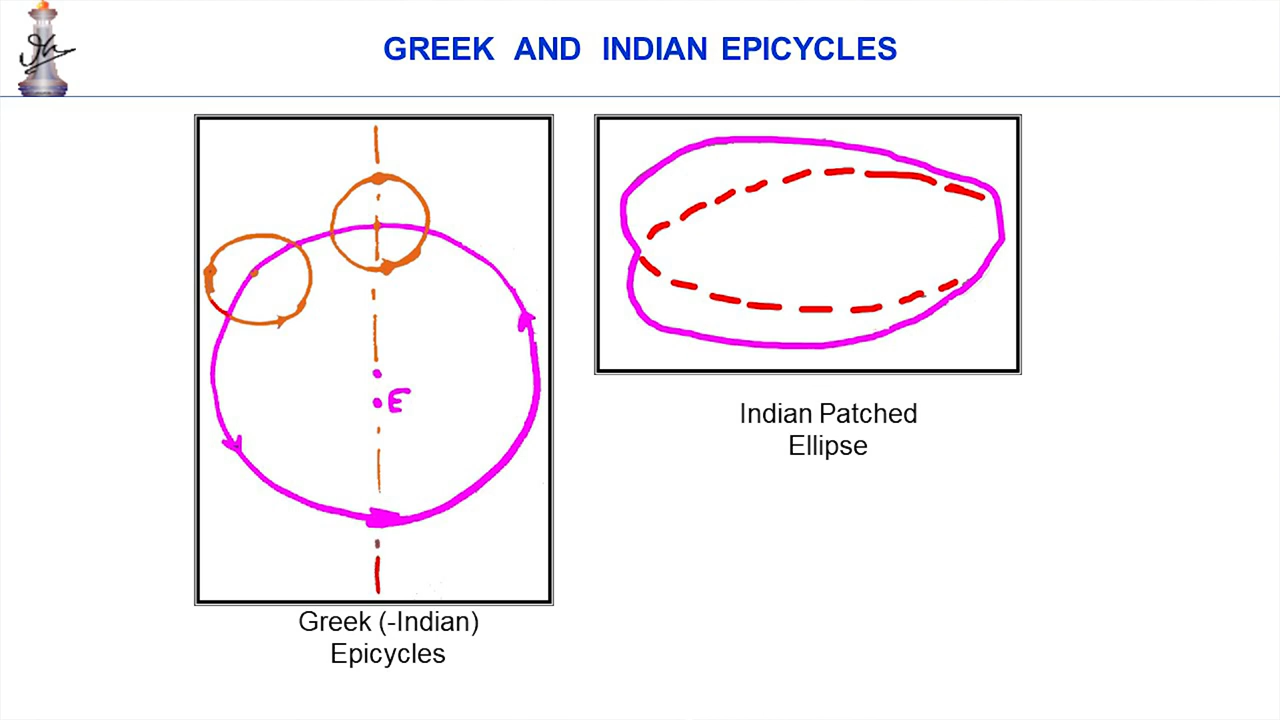 GREEK AND INDIAN EPICYCLES
E
Greek (-Indian)
Epicycles
Indian Patched
Ellipse